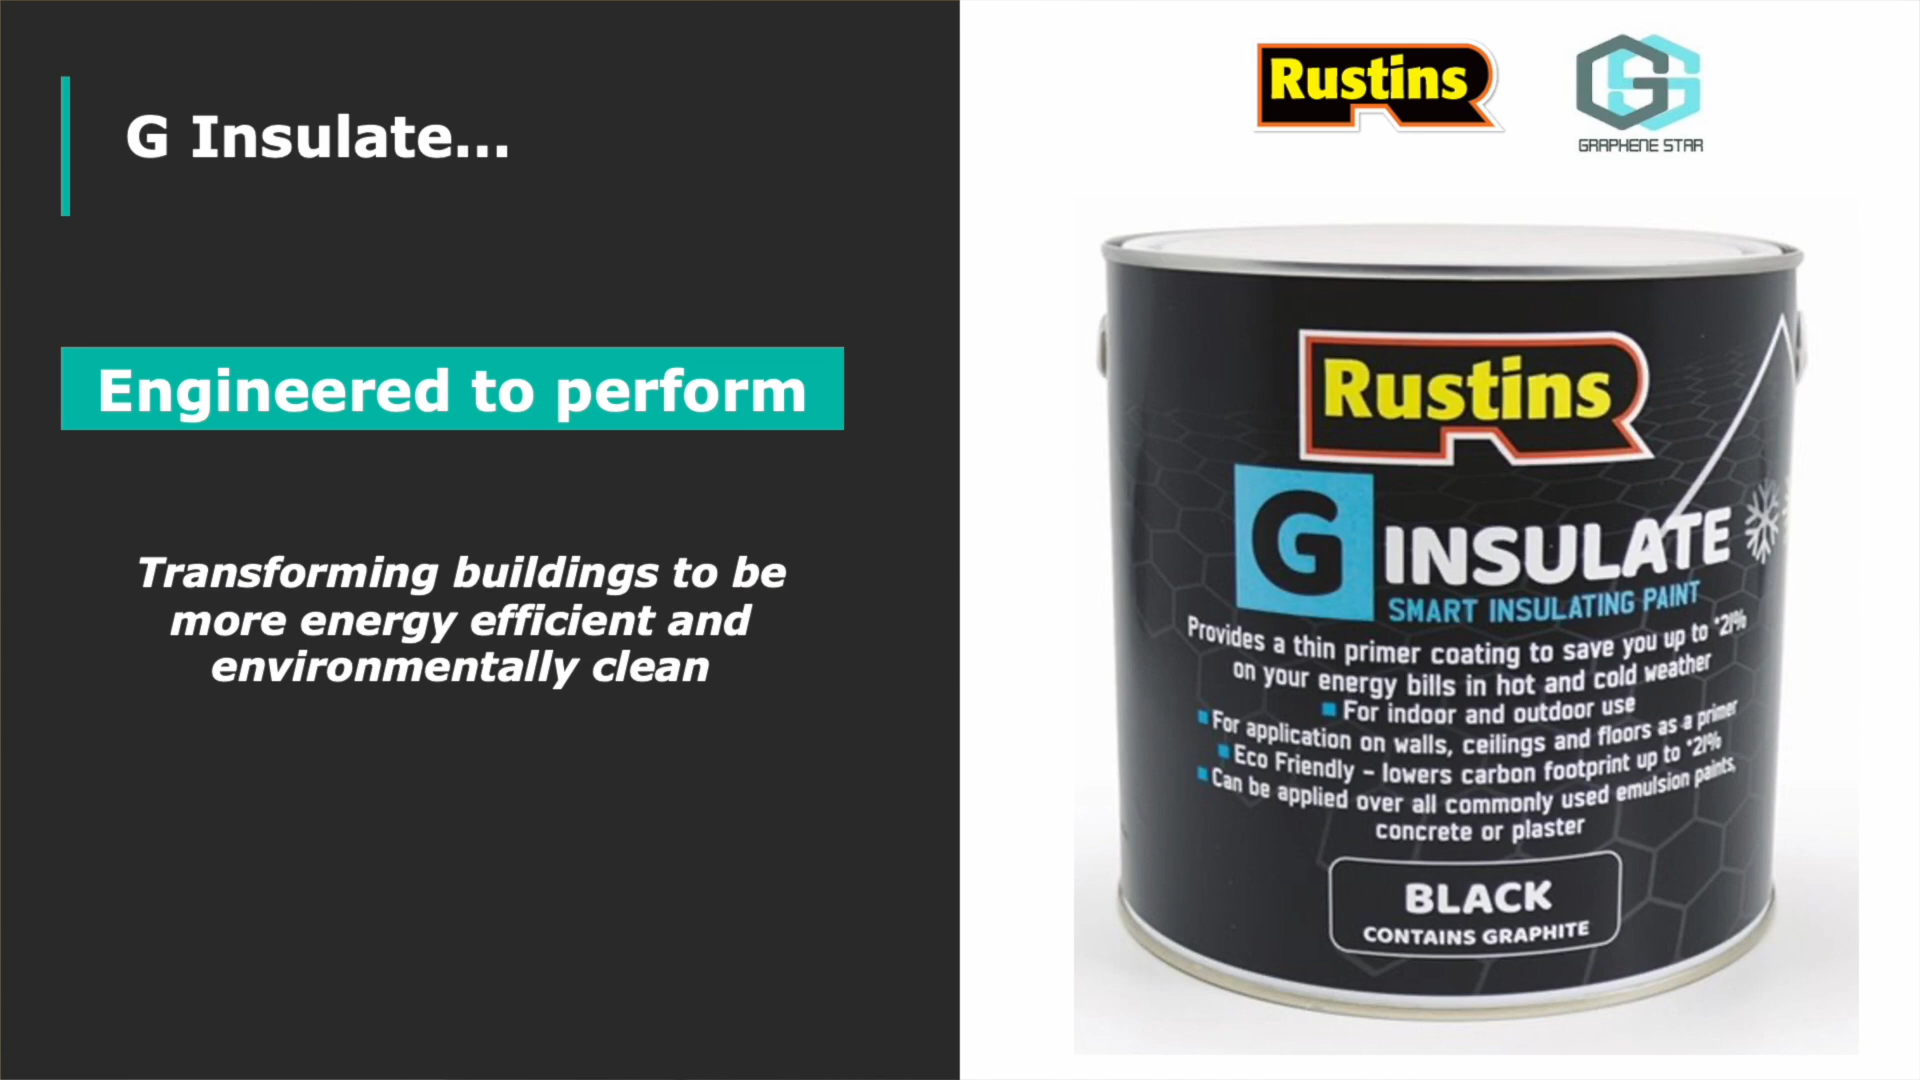 G Insulate...
Engineered to perform
Transforming buildings to be
more energy efficient and
environmentally clean
Rustins
GRAPHENE STAR
Rustins
G INSULATE
SMART INSULATING PAINT
Provides a thin primer coating to save you up to *21%
on your energy bills in hot and cold weather
For indoor and outdoor use
For application on walls, ceilings and floors as a primer
Eco Friendly – lowers carbon footprint up to *21%
Can be applied over all commonly used emulsion paints,
concrete or plaster
BLACK
CONTAINS GRAPHITE